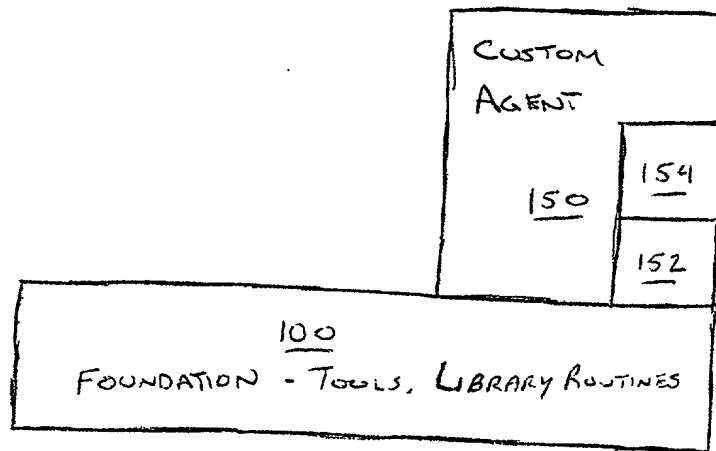 CUSTOM
AGENT
154
150
152
100
FOUNDATION - TOOLS, LIBRARY ROUTINES